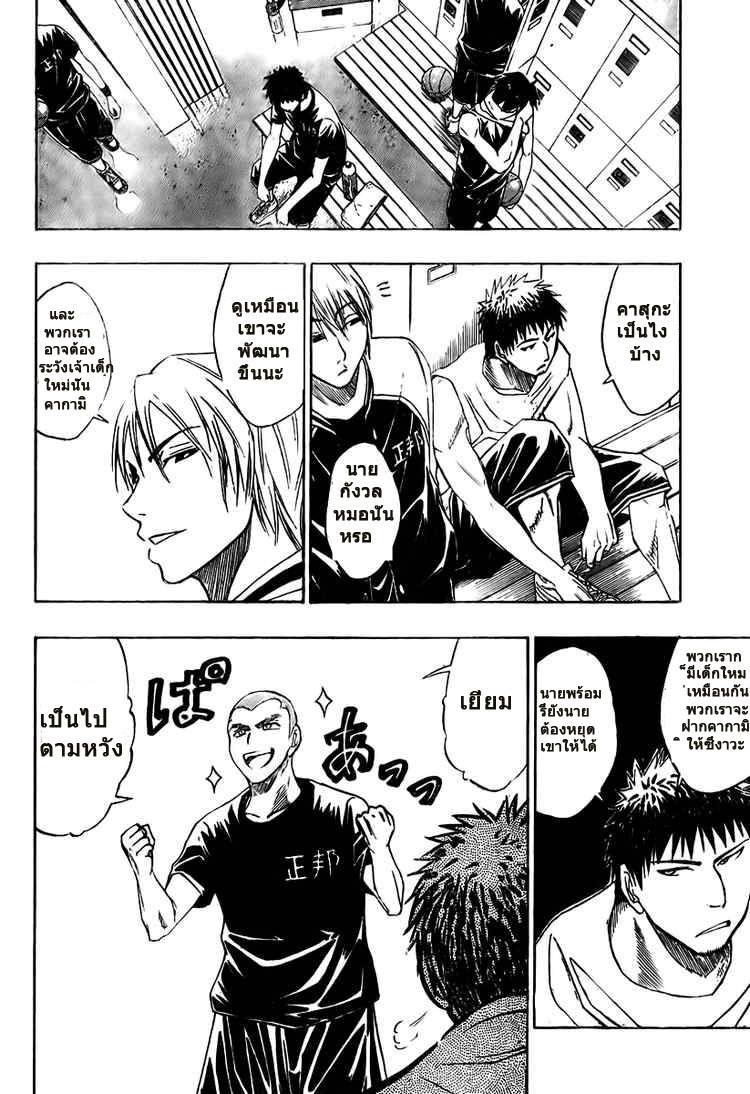 คาสุกะ
เป็นไง
บ้าง
นาย
กังวล
หมอนั่น
หรอ
ดูเหมือน
เขาจะ
พัฒนา
ขึ้นนะ
และ
พวกเรา
อาจต้อง
ระวังเจ้าเด็ก
ใหม่นั่น
คากามิ
正邦
พวกเราก
็มีเด็กใหม่
เหมือนกัน
พวกเราจะ
ฝากคากามิ
ให้ซึงาวะ
นายพร้อม
รึยังนาย
ต้องหยุด
เขาให้ได้
เยี่ยม
เป็นไป
ตามหวัง
ぱ
あっっ
正邦